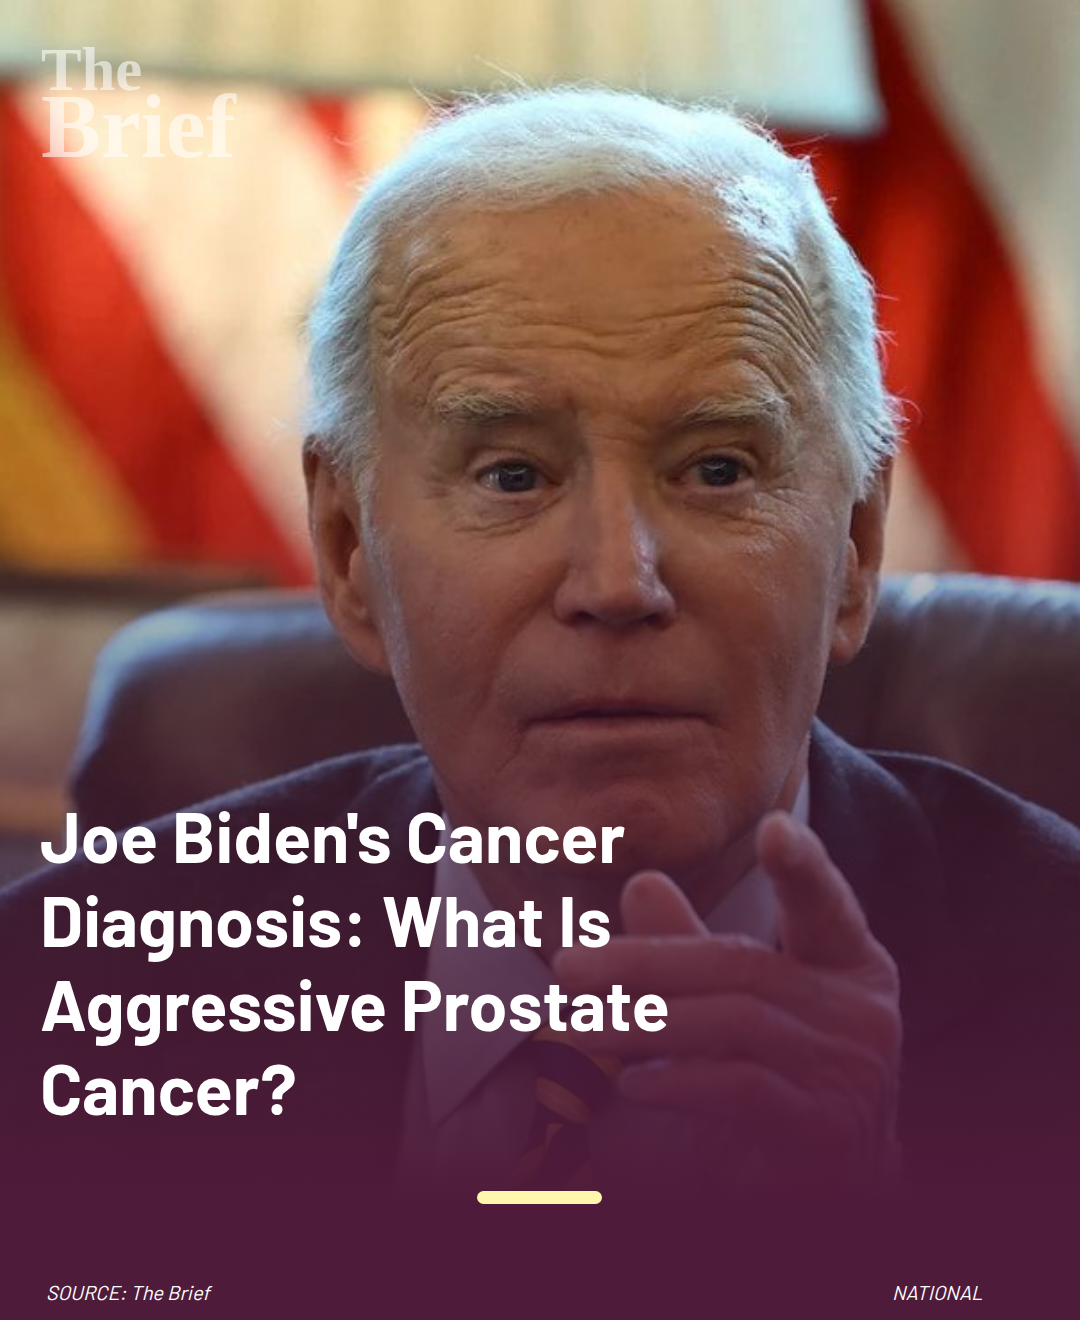 The
Brief
Joe Biden's Cancer
Diagnosis: What Is
Aggressive Prostate
Cancer?
SOURCE: The Brief
NATIONAL